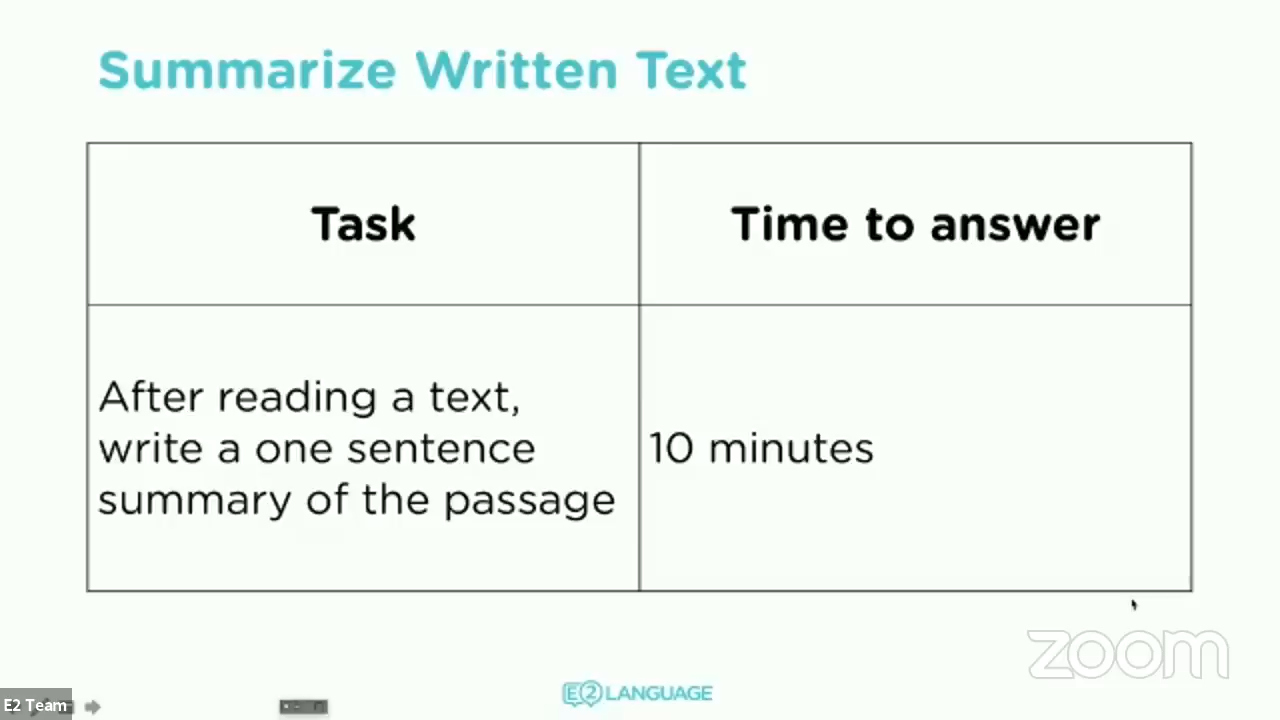 Summarize Written Text
Task
Time to answer
After reading a text,
write a one sentence
summary of the passage
10 minutes
zoom
E2 LANGUAGE
E2 Team